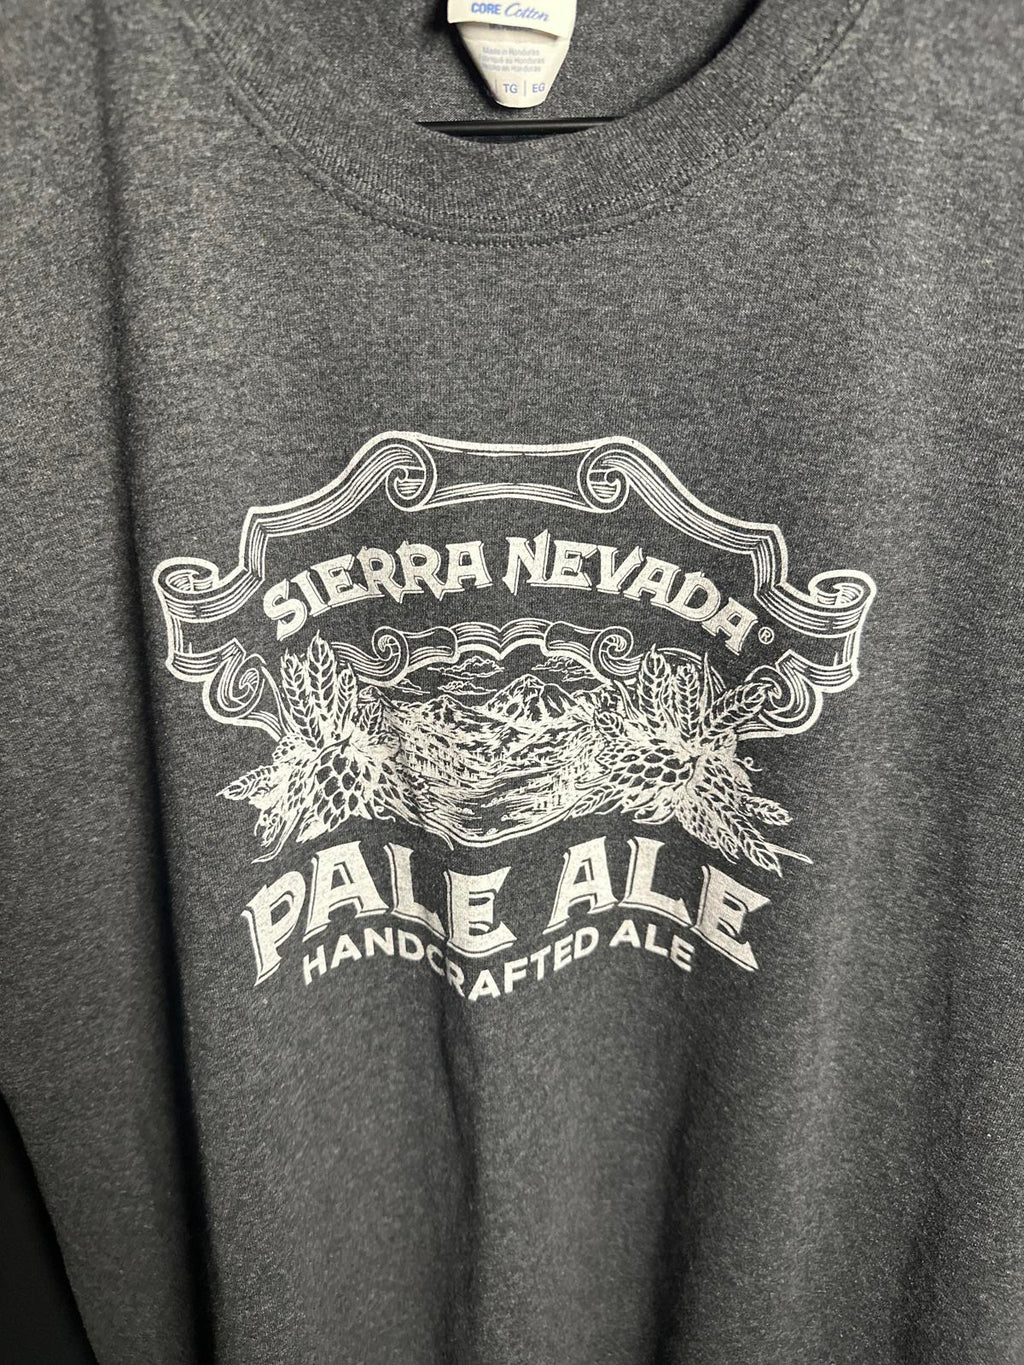 CORE Cotton
Made in Honduras
TG | EG
SIERRA NEVADA®
PALE ALE
HANDCRAFTED ALE